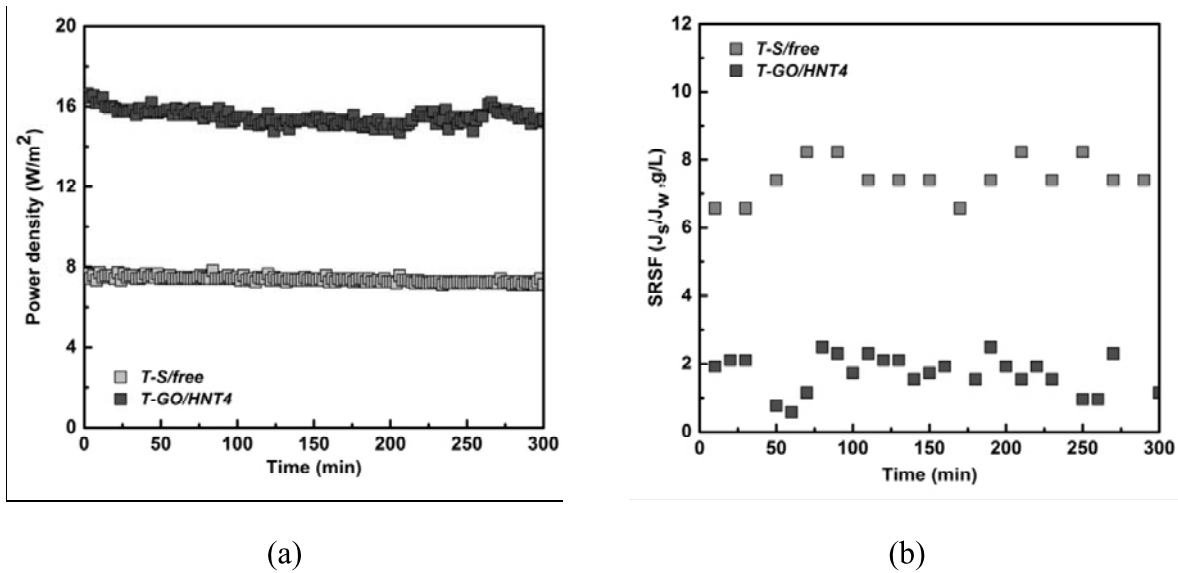 20
16
12
8
4
0
Power density (W/m2)
T-S/free
T-GO/HNT4
0 50 100 150 200 250 300
Time (min)
(a)
12
10
8
6
4
2
0
SRSF (Js/Jw ,g/L)
T-S/free
T-GO/HNT4
0 50 100 150 200 250 300
Time (min)
(b)